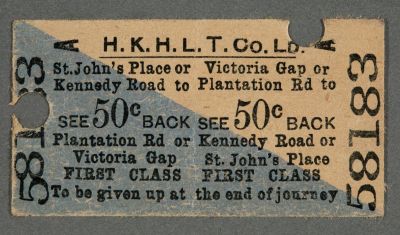 A H.K.H.L.T. Co. Ld. A
St. John's Place or Victoria Gap or
Kennedy Road to Plantation Rd to
SEE 50c BACK SEE 50c BACK
Plantation Rd or Kennedy Road or
Victoria Gap St. John's Place
FIRST CLASS FIRST CLASS
To be given up at the end of journey
58183
58183